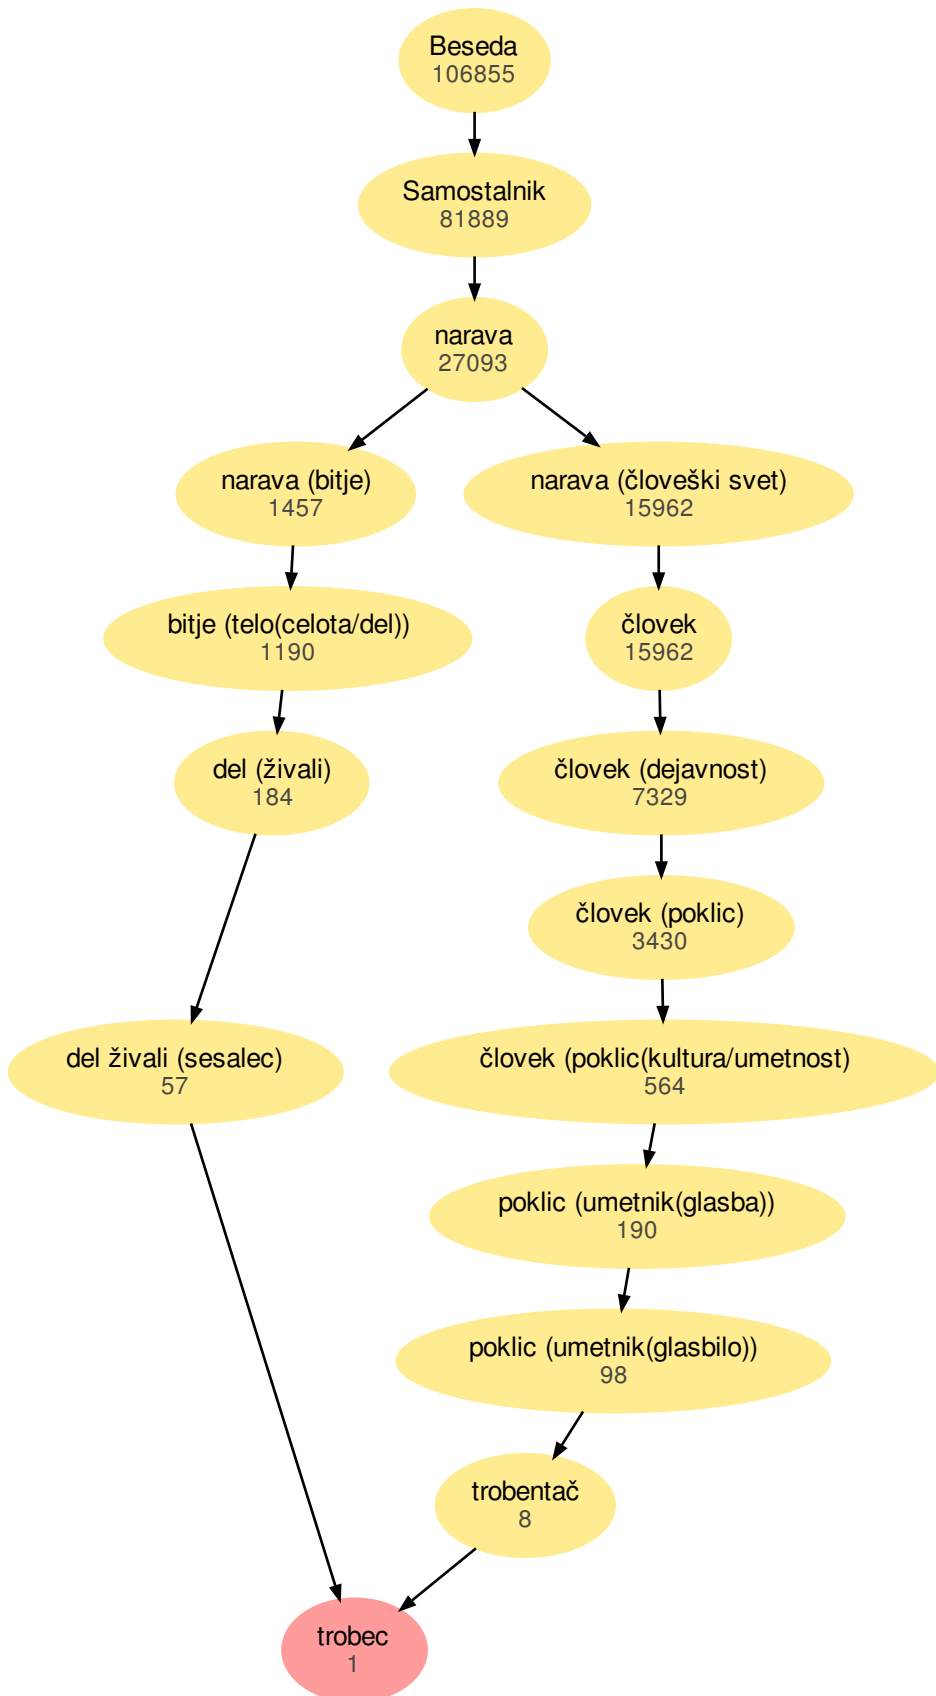 Beseda
106855
Samostalnik
81889
narava
27093
narava (bitje)
1457
narava (človeški svet)
15962
bitje (telo(celota/del))
1190
človek
15962
del (živali)
184
človek (dejavnost)
7329
človek (poklic)
3430
del živali (sesalec)
57
človek (poklic(kultura/umetnost)
564
poklic (umetnik(glasba))
190
poklic (umetnik(glasbilo))
98
trobentač
8
trobec
1